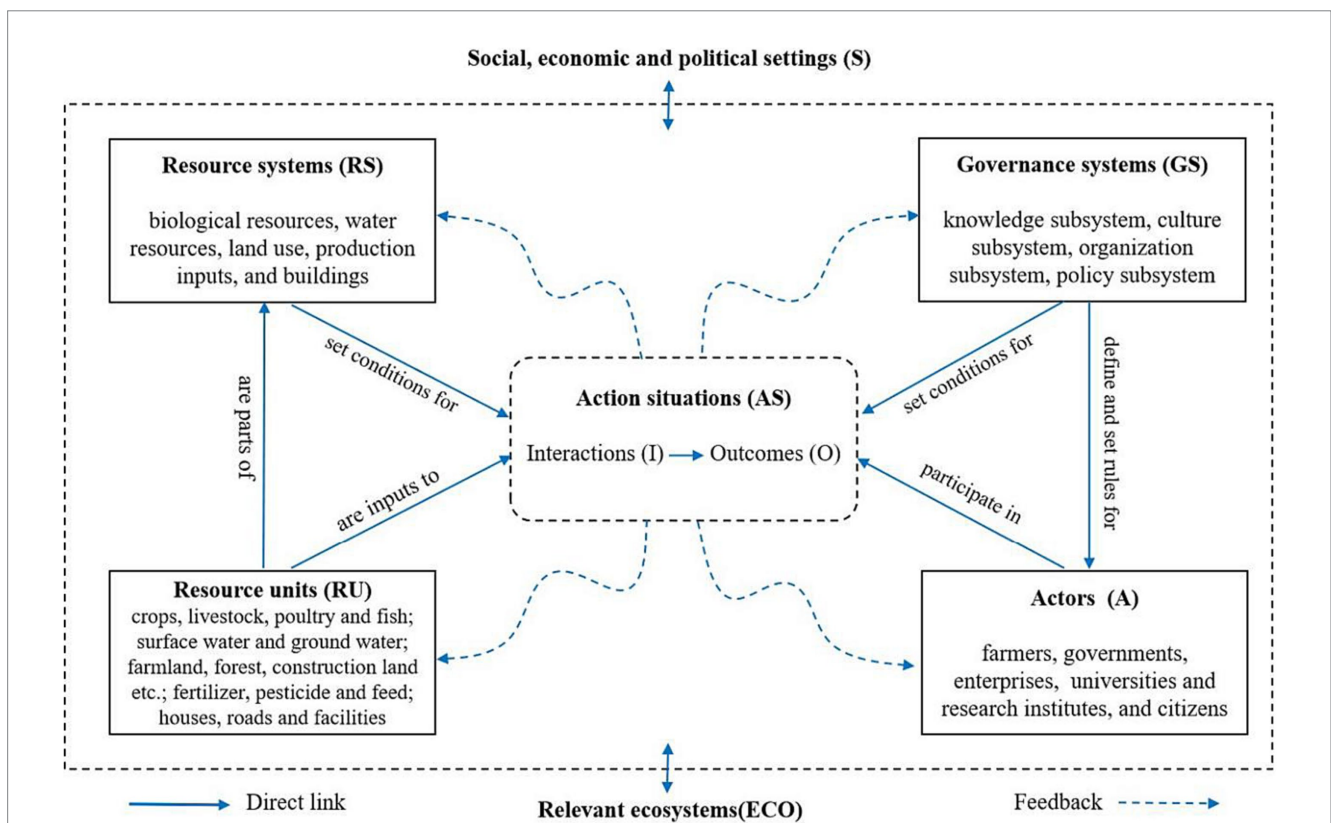 Social, economic and political settings (S)
Resource systems (RS)
biological resources, water
resources, land use, production
inputs, and buildings
Governance systems (GS)
knowledge subsystem, culture
subsystem, organization
subsystem, policy subsystem
set conditions for
set conditions for
are parts of
define and set rules for
Action situations (AS)
Interactions (I) Outcomes (O)
are inputs to
participate in
Resource units (RU)
crops, livestock, poultry and fish;
surface water and ground water;
farmland, forest, construction land
etc.; fertilizer, pesticide and feed;
houses, roads and facilities
Actors (A)
farmers, governments,
enterprises, universities and
research institutes, and citizens
Direct link
Relevant ecosystems(ECO)
Feedback